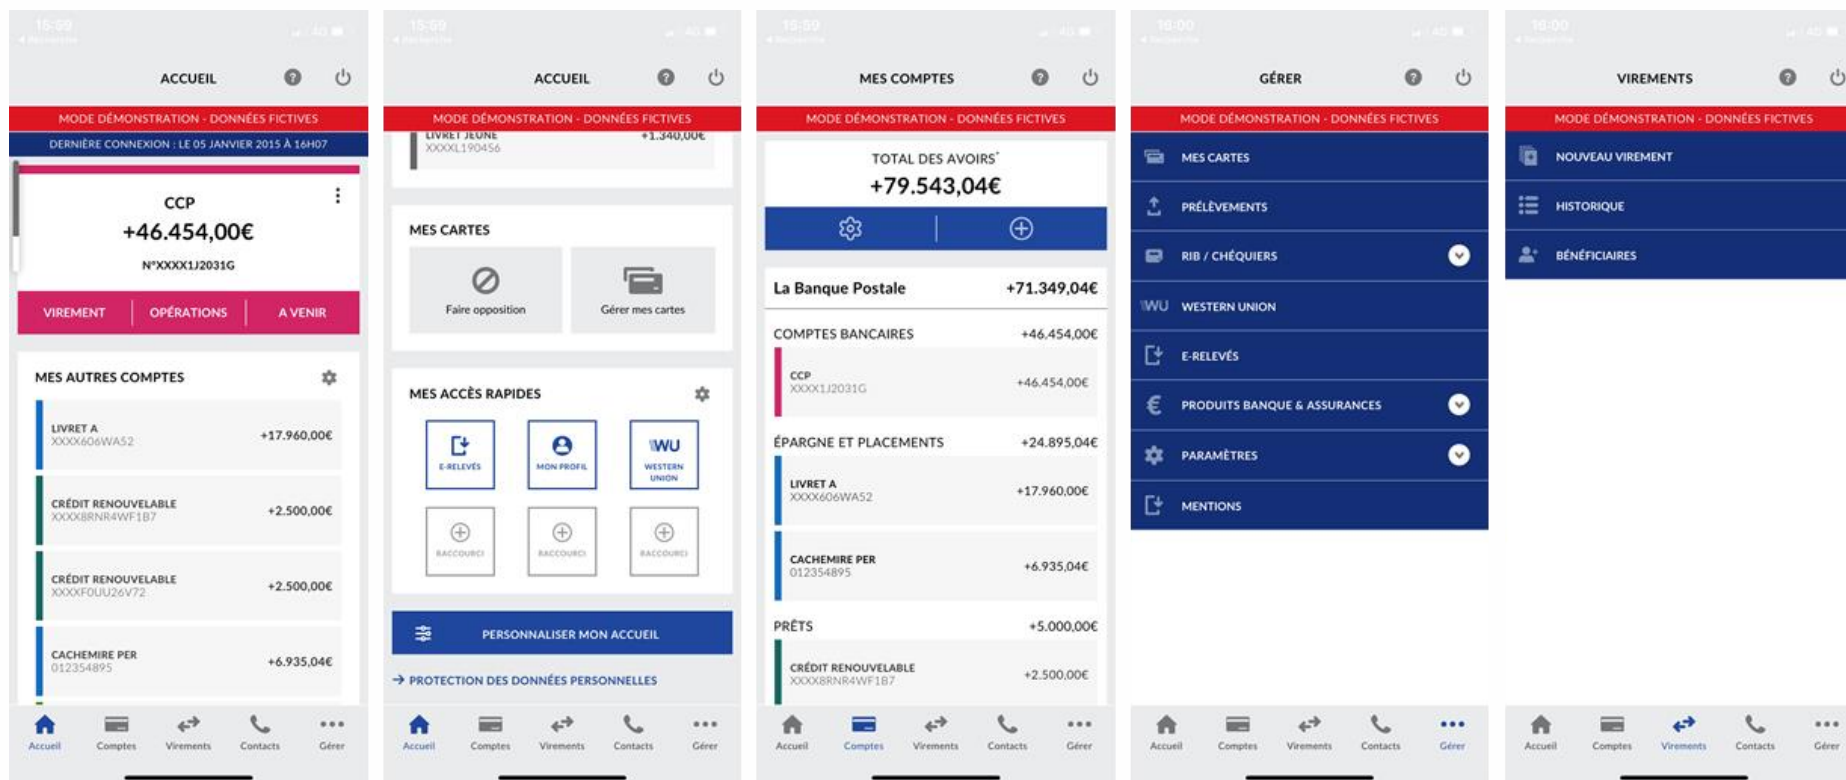 15:59
ACCUEIL
MODE DÉMONSTRATION - DONNÉES FICTIVES
DERNIÈRE CONNEXION : LE 05 JANVIER 2015 À 16H07
CCP
+46.454,00€
N°XXXX1J2031G
VIREMENT OPÉRATIONS A VENIR
MES AUTRES COMPTES
LIVRET A
XXXX606WA52
+17.960,00€
CRÉDIT RENOUVELABLE
XXXX8RNR4WF1B7
+2.500,00€
CRÉDIT RENOUVELABLE
XXXXF0UU26V72
+2.500,00€
CACHEMIRE PER
012354895
+6.935,04€
Accueil Comptes Virements Contacts Gérer
15:59
ACCUEIL
MODE DÉMONSTRATION - DONNÉES FICTIVES
LIVRET JEUNE
XXXXL190456
+1.340,00€
MES CARTES
Faire opposition
Gérer mes cartes
MES ACCÈS RAPIDES
E-RELEVÉS
MON PROFIL
WU
WESTERN
UNION
RACCOURCI
RACCOURCI
RACCOURCI
PERSONNALISER MON ACCUEIL
→ PROTECTION DES DONNÉES PERSONNELLES
Accueil Comptes Virements Contacts Gérer
15:59
MES COMPTES
MODE DÉMONSTRATION - DONNÉES FICTIVES
TOTAL DES AVOIRS*
+79.543,04€
La Banque Postale +71.349,04€
COMPTES BANCAIRES +46.454,00€
CCP
XXXX1J2031G
+46.454,00€
ÉPARGNE ET PLACEMENTS +24.895,04€
LIVRET A
XXXX606WA52
+17.960,00€
CACHEMIRE PER
012354895
+6.935,04€
PRÊTS +5.000,00€
CRÉDIT RENOUVELABLE
XXXX8RNR4WF1B7
+2.500,00€
Accueil Comptes Virements Contacts Gérer
16:00
GÉRER
MODE DÉMONSTRATION - DONNÉES FICTIVES
MES CARTES
PRÉLÈVEMENTS
RIB / CHÉQUIERS
WU WESTERN UNION
E-RELEVÉS
€ PRODUITS BANQUE & ASSURANCES
PARAMÈTRES
MENTIONS
Accueil Comptes Virements Contacts Gérer
16:00
VIREMENTS
MODE DÉMONSTRATION - DONNÉES FICTIVES
NOUVEAU VIREMENT
HISTORIQUE
BÉNÉFICIAIRES
Accueil Comptes Virements Contacts Gérer